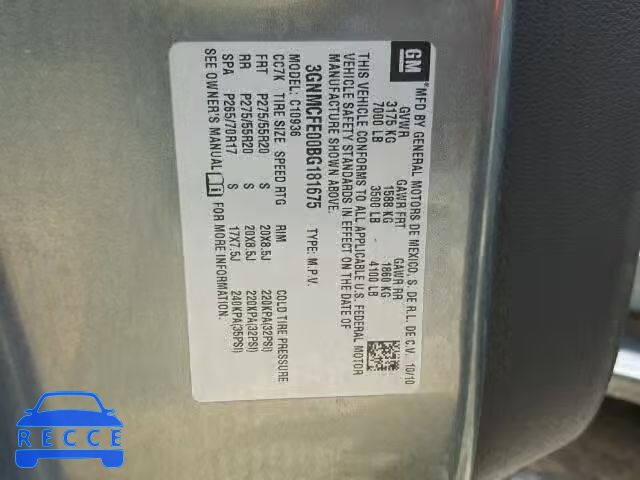 GM
®
MFD BY GENERAL MOTORS DE MEXICO, S. DE R.L. DE C.V. 10/10
GVWR GAWR FRT GAWR RR
3175 KG 1588 KG 1860 KG
7000 LB 3500 LB 4100 LB
THIS VEHICLE CONFORMS TO ALL APPLICABLE U.S. FEDERAL MOTOR
VEHICLE SAFETY STANDARDS IN EFFECT ON THE DATE OF
MANUFACTURE SHOWN ABOVE.
3GNMCFE00BG181675 TYPE: M.P.V.
MODEL: C10936
CC7K TIRE SIZE SPEED RTG RIM COLD TIRE PRESSURE
FRT P275/55R20 S 20X8.5J 220KPA(32PSI)
RR P275/55R20 S 20X8.5J 220KPA(32PSI)
SPA P265/70R17 S 17X7.5J 240KPA(35PSI)
SEE OWNER'S MANUAL FOR MORE INFORMATION.
RECCE